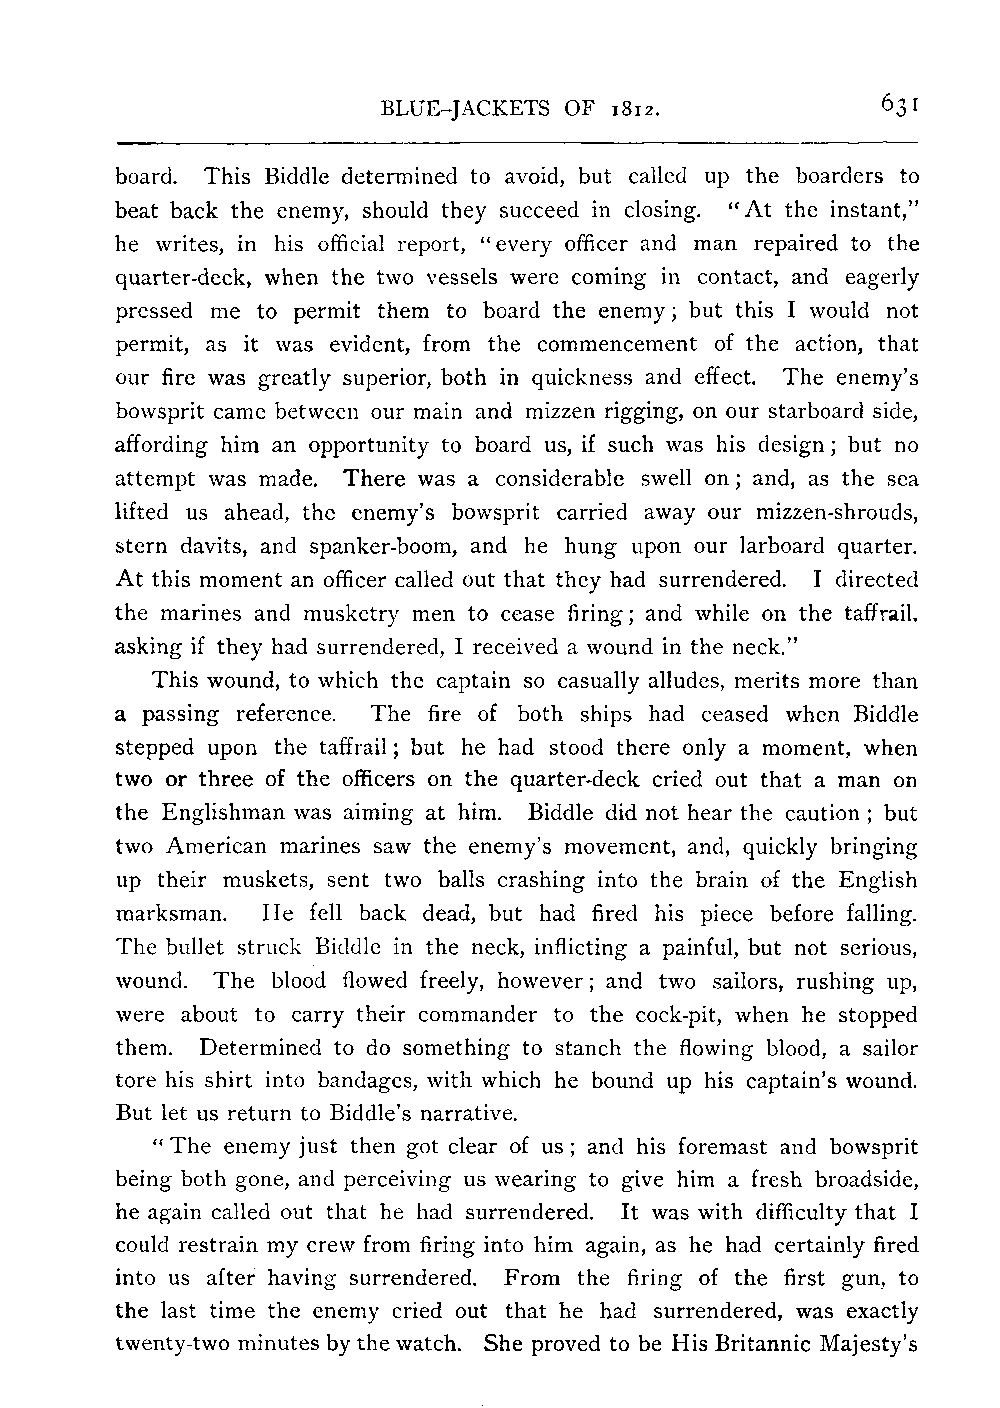 BLUE-JACKETS OF 1812. 631
board. This Biddle determined to avoid, but called up the boarders to
beat back the enemy, should they succeed in closing. "At the instant,"
he writes, in his official report, "every officer and man repaired to the
quarter-deck, when the two vessels were coming in contact, and eagerly
pressed me to permit them to board the enemy; but this I would not
permit, as it was evident, from the commencement of the action, that
our fire was greatly superior, both in quickness and effect. The enemy's
bowsprit came between our main and mizzen rigging, on our starboard side,
affording him an opportunity to board us, if such was his design; but no
attempt was made. There was a considerable swell on; and, as the sea
lifted us ahead, the enemy's bowsprit carried away our mizzen-shrouds,
stern davits, and spanker-boom, and he hung upon our larboard quarter.
At this moment an officer called out that they had surrendered. I directed
the marines and musketry men to cease firing; and while on the taffrail,
asking if they had surrendered, I received a wound in the neck."
This wound, to which the captain so casually alludes, merits more than
a passing reference. The fire of both ships had ceased when Biddle
stepped upon the taffrail; but he had stood there only a moment, when
two or three of the officers on the quarter-deck cried out that a man on
the Englishman was aiming at him. Biddle did not hear the caution; but
two American marines saw the enemy's movement, and, quickly bringing
up their muskets, sent two balls crashing into the brain of the English
marksman. He fell back dead, but had fired his piece before falling.
The bullet struck Biddle in the neck, inflicting a painful, but not serious,
wound. The blood flowed freely, however; and two sailors, rushing up,
were about to carry their commander to the cock-pit, when he stopped
them. Determined to do something to stanch the flowing blood, a sailor
tore his shirt into bandages, with which he bound up his captain's wound.
But let us return to Biddle's narrative.
"The enemy just then got clear of us; and his foremast and bowsprit
being both gone, and perceiving us wearing to give him a fresh broadside,
he again called out that he had surrendered. It was with difficulty that I
could restrain my crew from firing into him again, as he had certainly fired
into us after having surrendered. From the firing of the first gun, to
the last time the enemy cried out that he had surrendered, was exactly
twenty-two minutes by the watch. She proved to be His Britannic Majesty's